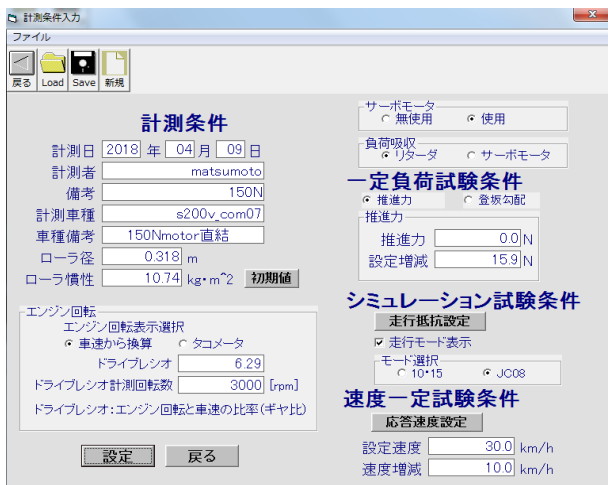 計測条件入力
ファイル
戻る Load Save 新規
計測条件
計測日 2018 年 04 月 09 日
計測者 matsumoto
備考 150N
計測車種 s200v_com07
車種備考 150Nmotor直結
ローラ径 0.318 m
ローラ慣性 10.74 kg・m^2 初期値
エンジン回転
エンジン回転表示選択
車速から換算 タコメータ
ドライブレシオ 6.29
ドライブレシオ計測回転数 3000 [rpm]
ドライブレシオ:エンジン回転と車速の比率(ギヤ比)
設定 戻る
サーボモータ
無使用 使用
負荷吸収
リターダ サーボモータ
一定負荷試験条件
推進力 登坂勾配
推進力
推進力 0.0 N
設定増減 15.9 N
シミュレーション試験条件
走行抵抗設定
走行モード表示
モード選択
10・15 JC08
速度一定試験条件
応答速度設定
設定速度 30.0 km/h
速度増減 10.0 km/h